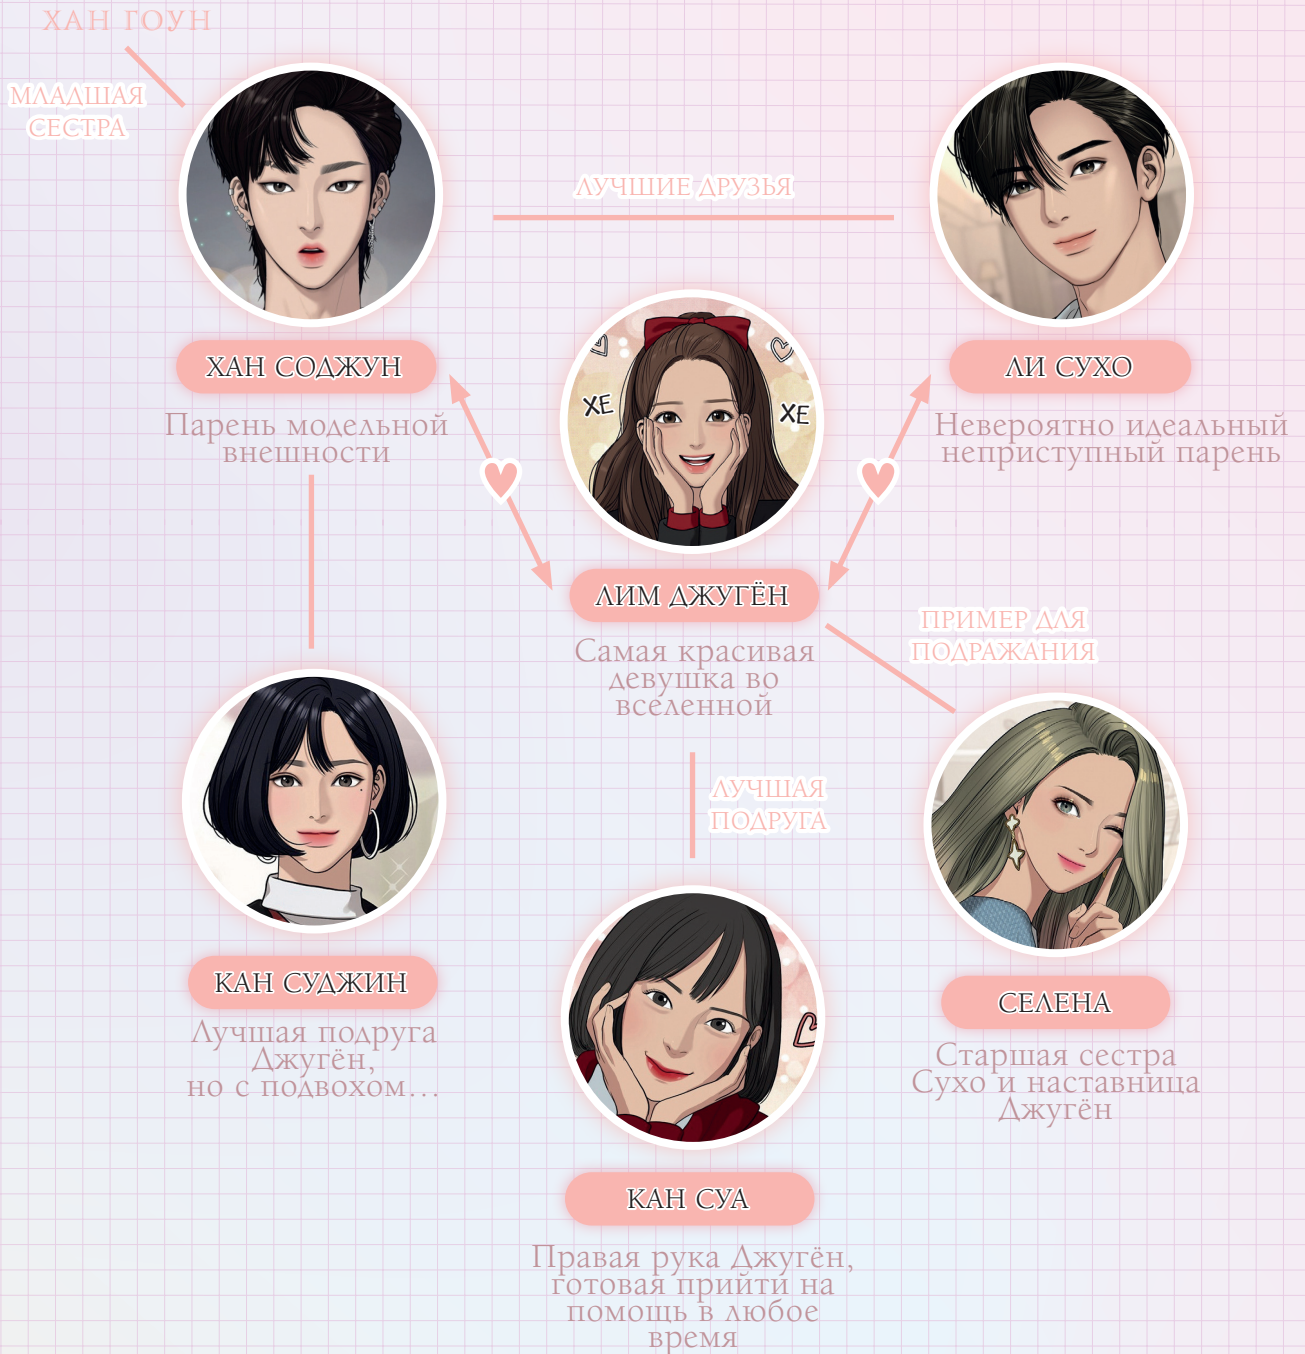 ХАН ГОУН
МЛАДШАЯ
СЕСТРА
ЛУЧШИЕ ДРУЗЬЯ
ХАН СОДЖУН
Парень модельной
внешности
ЛИ СУХО
Невероятно идеальный
неприступный парень
ХЕ
ХЕ
ЛИМ ДЖУГЁН
Самая красивая
девушка во
вселенной
ПРИМЕР ДЛЯ
ПОДРАЖАНИЯ
ЛУЧШАЯ
ПОДРУГА
КАН СУДЖИН
Лучшая подруга
Джугён,
но с подвохом...
СЕЛЕНА
Старшая сестра
Сухо и наставница
Джугён
КАН СУА
Правая рука Джугён,
готовая прийти на
помощь в любое
время